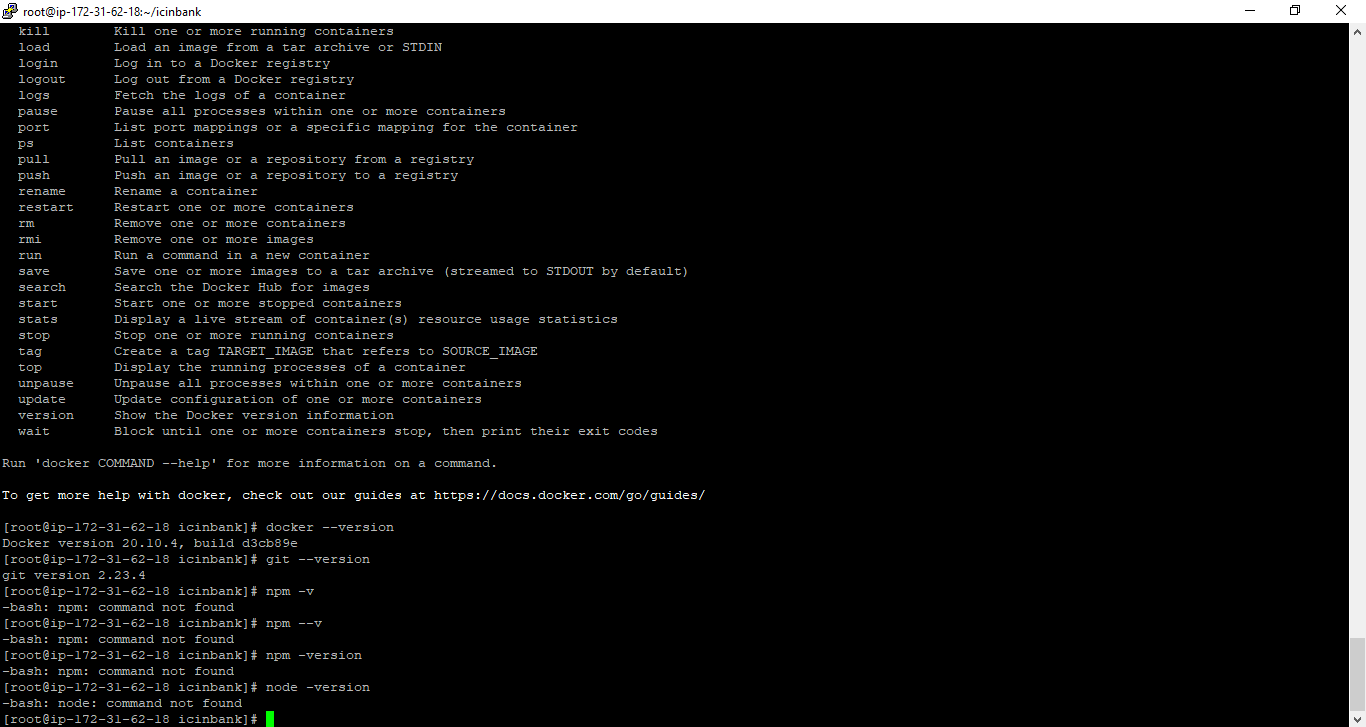 root@ip-172-31-62-18:~/icinbank
kill        Kill one or more running containers
load        Load an image from a tar archive or STDIN
login       Log in to a Docker registry
logout      Log out from a Docker registry
logs        Fetch the logs of a container
pause       Pause all processes within one or more containers
port        List port mappings or a specific mapping for the container
ps          List containers
pull        Pull an image or a repository from a registry
push        Push an image or a repository to a registry
rename      Rename a container
restart     Restart one or more containers
rm          Remove one or more containers
rmi         Remove one or more images
run         Run a command in a new container
save        Save one or more images to a tar archive (streamed to STDOUT by default)
search      Search the Docker Hub for images
start       Start one or more stopped containers
stats       Display a live stream of container(s) resource usage statistics
stop        Stop one or more running containers
tag         Create a tag TARGET_IMAGE that refers to SOURCE_IMAGE
top         Display the running processes of a container
unpause     Unpause all processes within one or more containers
update      Update configuration of one or more containers
version     Show the Docker version information
wait        Block until one or more containers stop, then print their exit codes
Run 'docker COMMAND --help' for more information on a command.
To get more help with docker, check out our guides at https://docs.docker.com/go/guides/
[root@ip-172-31-62-18 icinbank]# docker --version
Docker version 20.10.4, build d3cb89e
[root@ip-172-31-62-18 icinbank]# git --version
git version 2.23.4
[root@ip-172-31-62-18 icinbank]# npm -v
-bash: npm: command not found
[root@ip-172-31-62-18 icinbank]# npm --v
-bash: npm: command not found
[root@ip-172-31-62-18 icinbank]# npm -version
-bash: npm: command not found
[root@ip-172-31-62-18 icinbank]# node -version
-bash: node: command not found
[root@ip-172-31-62-18 icinbank]#